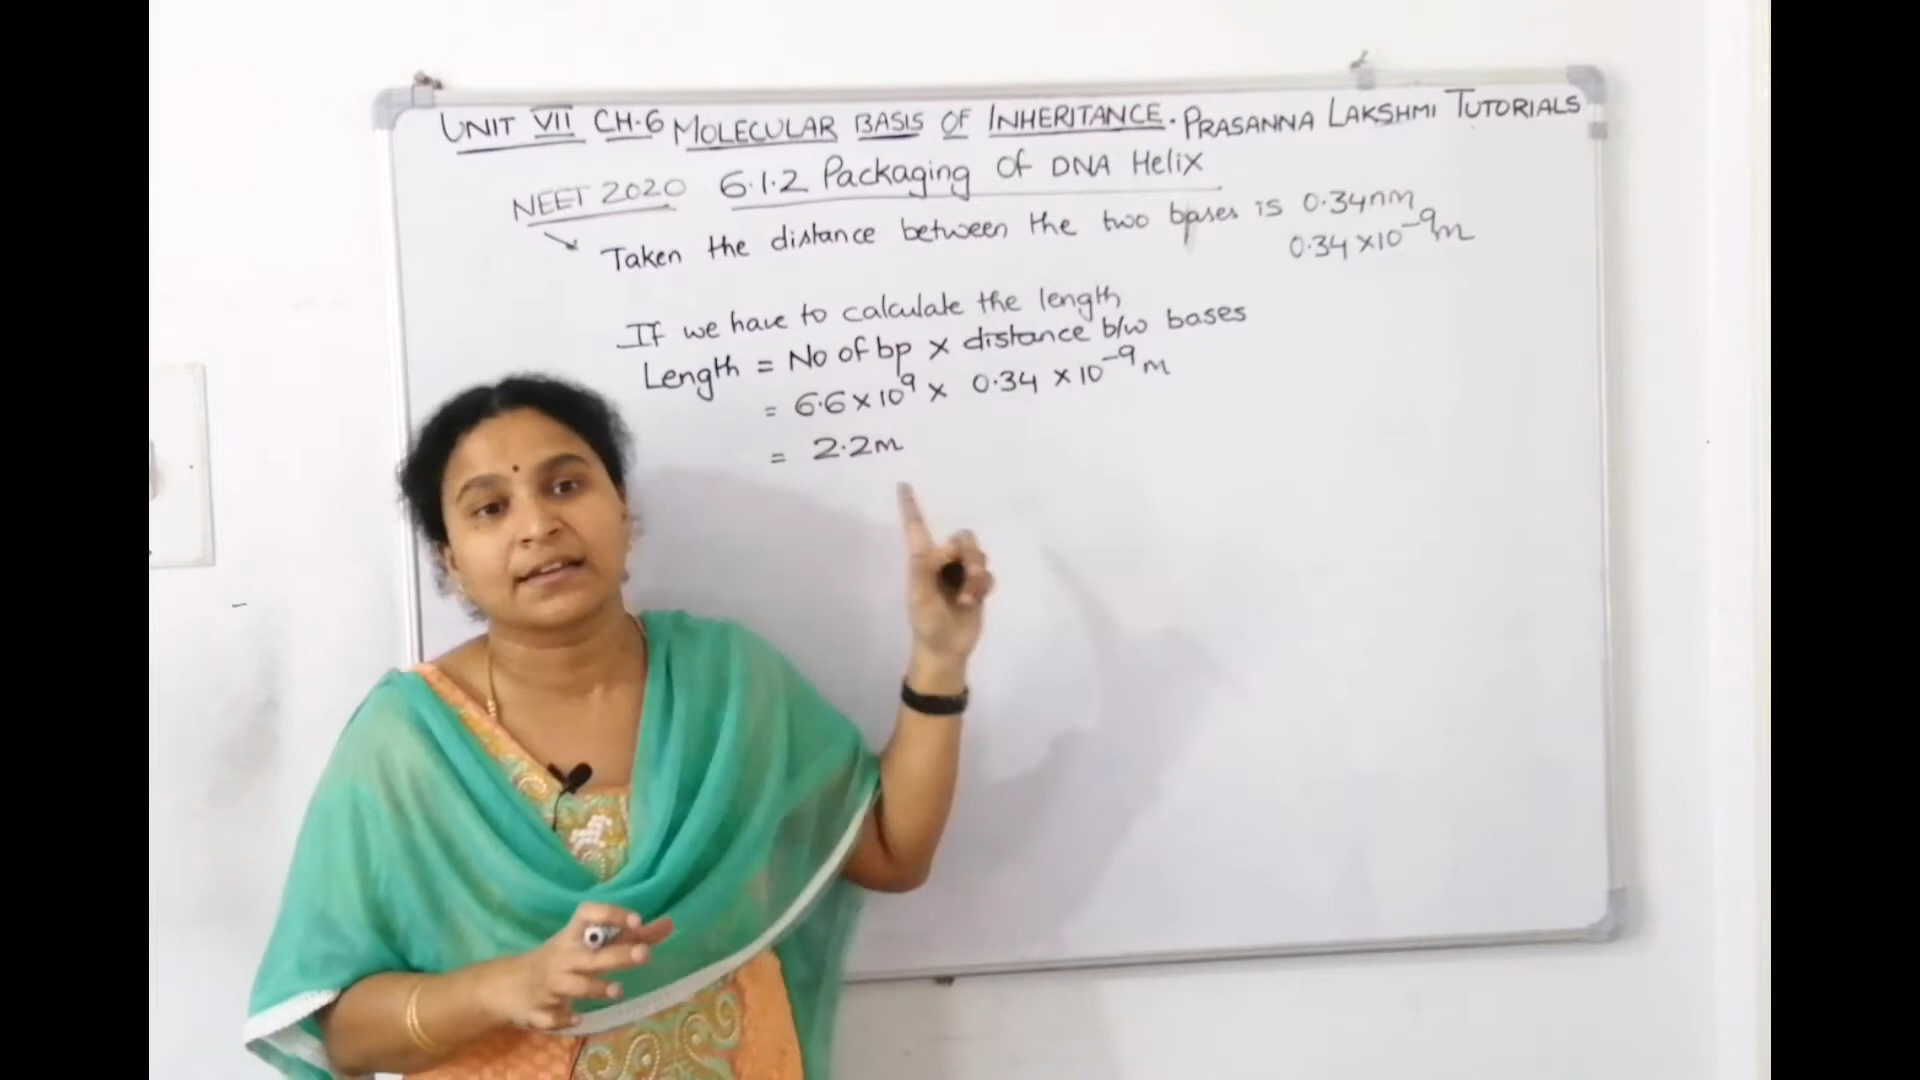 UNIT VII CH-6 MOLECULAR BASIS OF INHERITANCE. PRASANNA LAKSHMI TUTORIALS
NEET 2020 6.1.2 Packaging Of DNA Helix
Taken the distance between the two bases is 0.34nm
0.34 ×10⁻⁹m
If we have to calculate the length
Length = No of bp × distance b/w bases
= 6.6×10⁹ × 0.34 ×10⁻⁹ m
= 2.2m